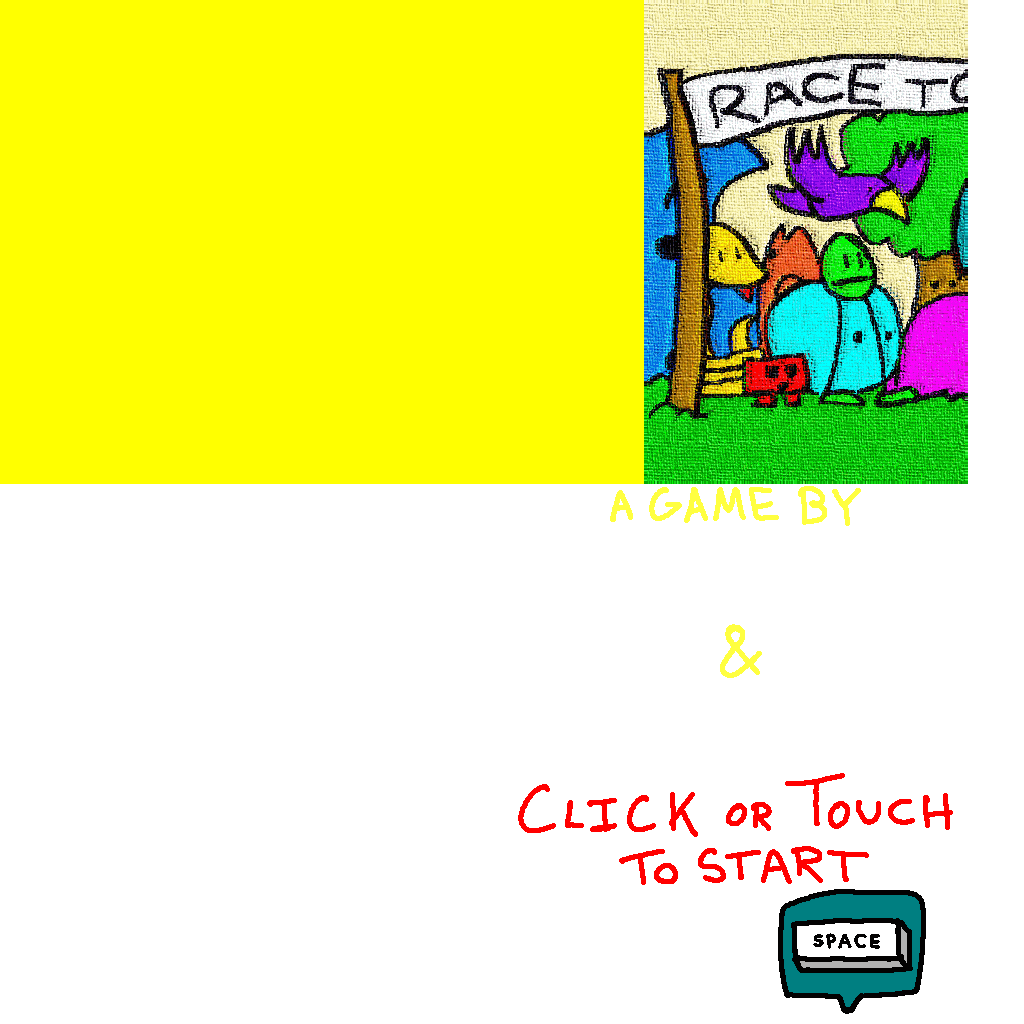 RACE TO
A GAME BY
&
CLICK OR TOUCH
TO START
SPACE